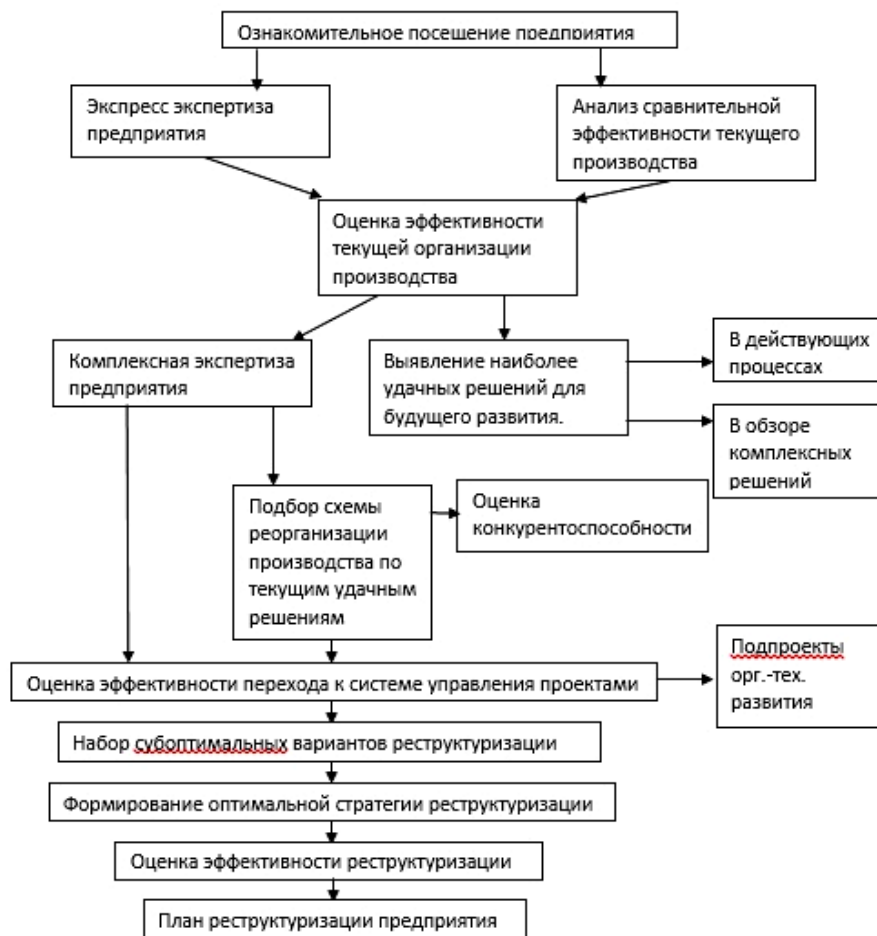 Ознакомительное посещение предприятия
Экспресс экспертиза
предприятия
Анализ сравнительной
эффективности текущего
производства
Оценка эффективности
текущей организации
производства
Комплексная экспертиза
предприятия
Выявление наиболее
удачных решений для
будущего развития.
В действующих
процессах
В обзоре
комплексных
решений
Подбор схемы
реорганизации
производства по
текущим удачным
решениям
Оценка
конкурентоспособности
Оценка эффективности перехода к системе управления проектами
Подпроекты
орг.-тех.
развития
Набор субоптимальных вариантов реструктуризации
Формирование оптимальной стратегии реструктуризации
Оценка эффективности реструктуризации
План реструктуризации предприятия